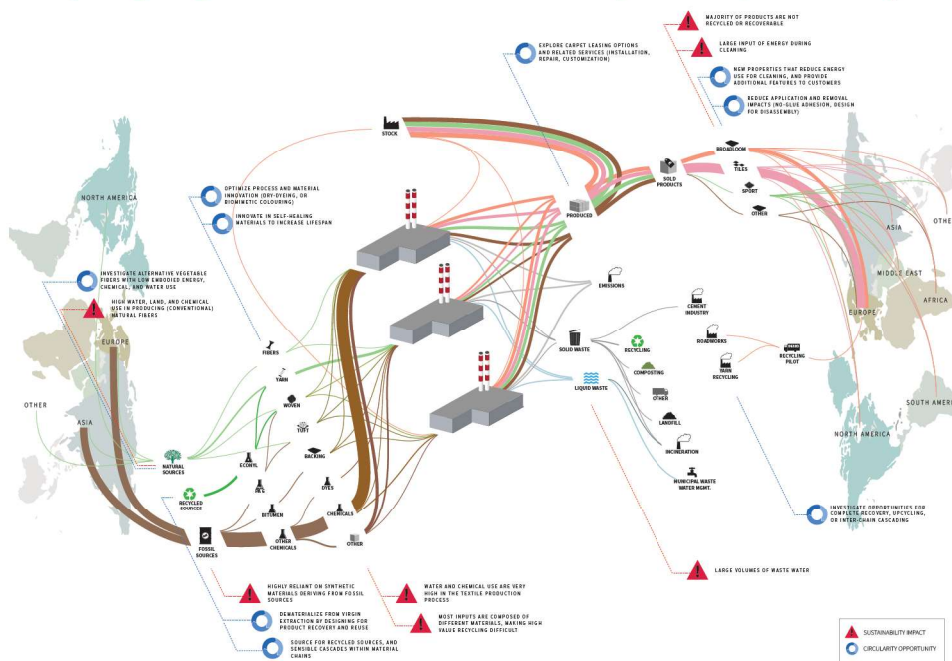 MAJORITY OF PRODUCTS ARE NOT
RECYCLED OR RECOVERABLE
LARGE INPUT OF ENERGY DURING
CLEANING
EXPLORE CARPET LEASING OPTIONS
AND RELATED SERVICES (INSTALLATION,
REPAIR, CUSTOMIZATION)
NEW PROPERTIES THAT REDUCE ENERGY
USE FOR CLEANING, AND PROVIDE
ADDITIONAL FEATURES TO CUSTOMERS
REDUCE APPLICATION AND REMOVAL
IMPACTS (NO-GLUE ADHESION, DESIGN
FOR DISASSEMBLY)
STOCK
BROADLOOM
TILES
SOLD
PRODUCTS
SPORT
OTHER
PRODUCED
NORTH AMERICA
OPTIMIZE PROCESS AND MATERIAL
INNOVATION (DRY-DYEING, OR
BIOMIMETIC COLOURING)
INNOVATE IN SELF-HEALING
MATERIALS TO INCREASE LIFESPAN
ASIA
OTHER
MIDDLE EAST
AFRICA
EUROPE
INVESTIGATE ALTERNATIVE VEGETABLE
FIBERS WITH LOW EMBODIED ENERGY,
CHEMICAL, AND WATER USE
HIGH WATER, LAND, AND CHEMICAL
USE IN PRODUCING (CONVENTIONAL)
NATURAL FIBERS
EUROPE
EMISSIONS
CEMENT
INDUSTRY
ROADWORKS
SOLID WASTE
RECYCLING
RECYCLING
PILOT
YARN
RECYCLING
COMPOSTNG
LIQUID WASTE
OTHER
LANDFILL
INCINERATION
MUNICIPAL WASTE
WATER MGMT.
SOUTH AMERICA
NORTH AMERICA
FIBERS
YARN
WOVEN
TUFT
BACKING
OTHER
ASIA
NATURAL
SOURCES
ECONYL
DYES
RECYCLED
SOURCES
BITUMEN
CHEMICALS
FOSSIL
SOURCES
OTHER
CHEMICALS
OTHER
INVESTIGATE OPPORTUNITIES FOR
COMPLETE RECOVERY, UPCYCLING,
OR INTER-CHAIN CASCADING
LARGE VOLUMES OF WASTE WATER
HIGHLY RELIANT ON SYNTHETIC
MATERIALS DERIVING FROM FOSSIL
SOURCES
DEMATERIALIZE FROM VIRGIN
EXTRACTION BY DESIGNING FOR
PRODUCT RECOVERY AND REUSE
SOURCE FOR RECYCLED SOURCES, AND
SENSIBLE CASCADES WITHIN MATERIAL
CHAINS
WATER AND CHEMICAL USE ARE VERY
HIGH IN THE TEXTILE PRODUCTION
PROCESS
MOST INPUTS ARE COMPOSED OF
DIFFERENT MATERIALS, MAKING HIGH
VALUE RECYCLING DIFFICULT
SUSTAINABILITY IMPACT
CIRCULARITY OPPORTUNITY